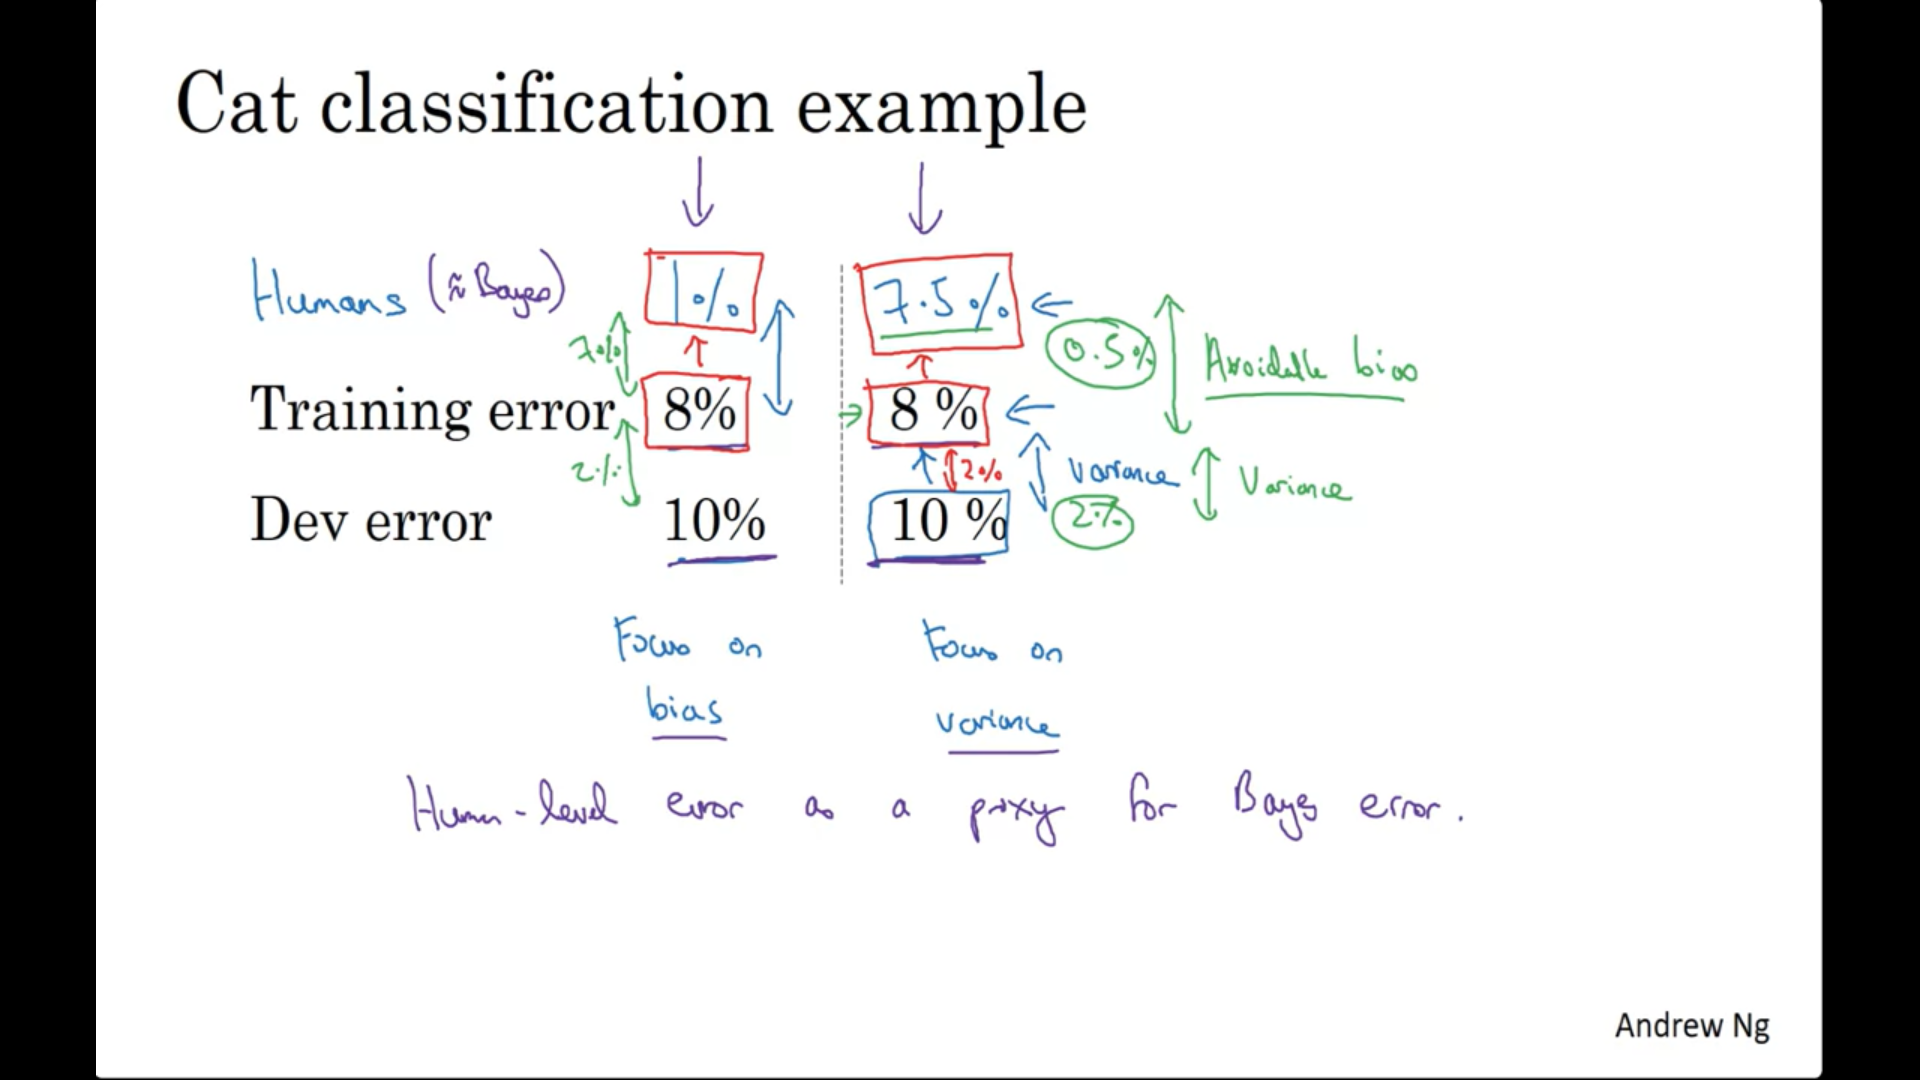 Cat classification example
Humans (≈ Bayes) 1% 7.5%
7% 0.5% Avoidable bias
Training error 8% 8 %
2% 2% Variance Variance
Dev error 10% 10 % 2%
Focus on Focus on
bias variance
Human-level error as a proxy for Bayes error.
Andrew Ng